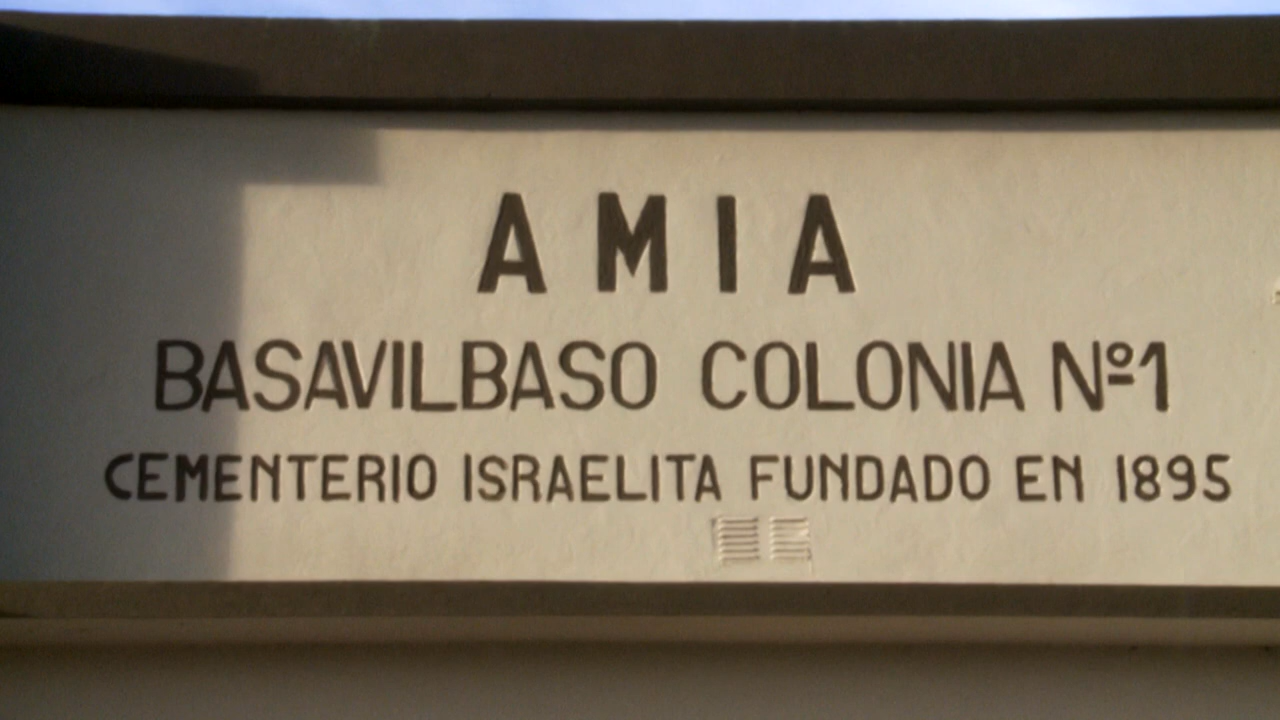 AMIA
BASAVILBASO COLONIA Nº1
CEMENTERIO ISRAELITA FUNDADO EN 1895